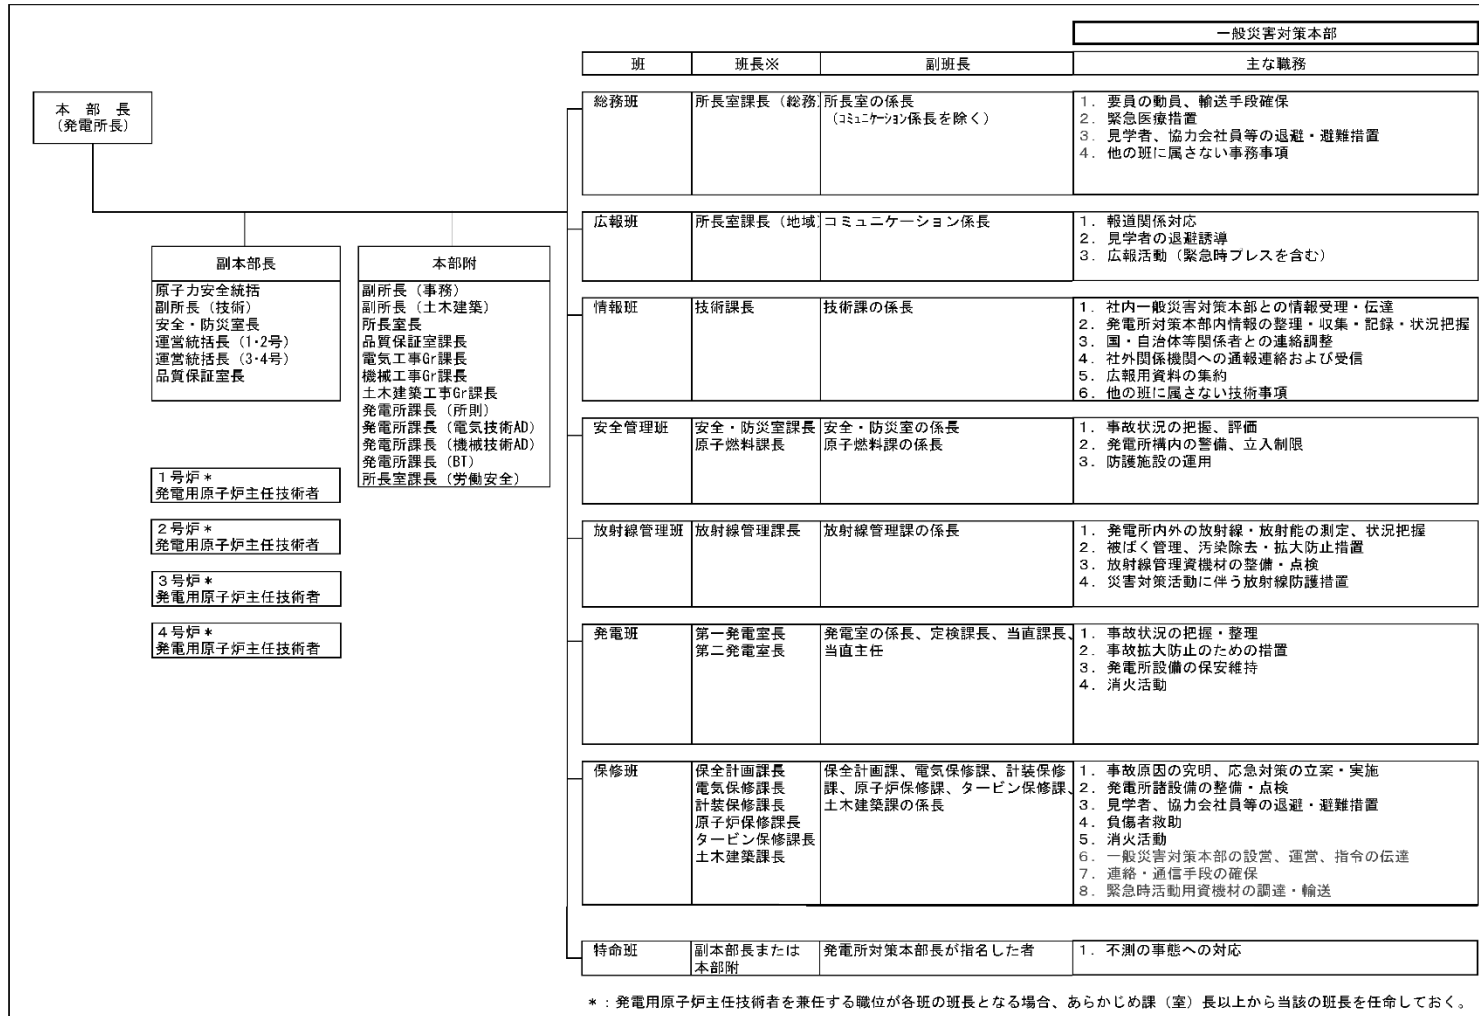 一般災害対策本部
班 班長※ 副班長 主な職務
本 部 長
(発電所長)
総務班 所長室課長（総務） 所長室の係長
（ｺﾐｭﾆｹｰｼｮﾝ係長を除く）
1．要員の動員、輸送手段確保
2．緊急医療措置
3．見学者、協力会社員等の退避・避難措置
4．他の班に属さない事務事項
広報班 所長室課長（地域） コミュニケーション係長
1．報道関係対応
2．見学者の退避誘導
3．広報活動（緊急時プレスを含む）
副本部長
原子力安全統括
副所長（技術）
安全・防災室長
運営統括長（1･2号）
運営統括長（3･4号）
品質保証室長
本部附
副所長（事務）
副所長（土木建築）
所長室長
品質保証室課長
電気工事Gr課長
機械工事Gr課長
土木建築工事Gr課長
発電所課長（所則）
発電所課長（電気技術AD）
発電所課長（機械技術AD）
発電所課長（BT）
所長室課長（労働安全）
1号炉＊
発電用原子炉主任技術者
2号炉＊
発電用原子炉主任技術者
3号炉＊
発電用原子炉主任技術者
4号炉＊
発電用原子炉主任技術者
情報班 技術課長 技術課の係長
1．社内一般災害対策本部との情報受理・伝達
2．発電所対策本部内情報の整理・収集・記録・状況把握
3．国・自治体等関係者との連絡調整
4．社外関係機関への通報連絡および受信
5．広報用資料の集約
6．他の班に属さない技術事項
安全管理班 安全・防災室課長 安全・防災室の係長
原子燃料課長 原子燃料課の係長
1．事故状況の把握、評価
2．発電所構内の警備、立入制限
3．防護施設の運用
放射線管理班 放射線管理課長 放射線管理課の係長
1．発電所内外の放射線・放射能の測定、状況把握
2．被ばく管理、汚染除去・拡大防止措置
3．放射線管理資機材の整備・点検
4．災害対策活動に伴う放射線防護措置
発電班 第一発電室長 発電室の係長、定検課長、当直課長、
第二発電室長 当直主任
1．事故状況の把握・整理
2．事故拡大防止のための措置
3．発電所設備の保安維持
4．消火活動
保修班 保全計画課長 保全計画課、電気保修課、計装保修
電気保修課長 課、原子炉保修課、タービン保修課、
計装保修課長 土木建築課の係長
原子炉保修課長
タービン保修課長
土木建築課長
1．事故原因の究明、応急対策の立案・実施
2．発電所諸設備の整備・点検
3．見学者、協力会社員等の退避・避難措置
4．負傷者救助
5．消火活動
6．一般災害対策本部の設営、運営、指令の伝達
7．連絡・通信手段の確保
8．緊急時活動用資機材の調達・輸送
特命班 副本部長または 発電所対策本部長が指名した者 1．不測の事態への対応
本部附
＊：発電用原子炉主任技術者を兼任する職位が各班の班長となる場合、あらかじめ課（室）長以上から当該の班長を任命しておく。